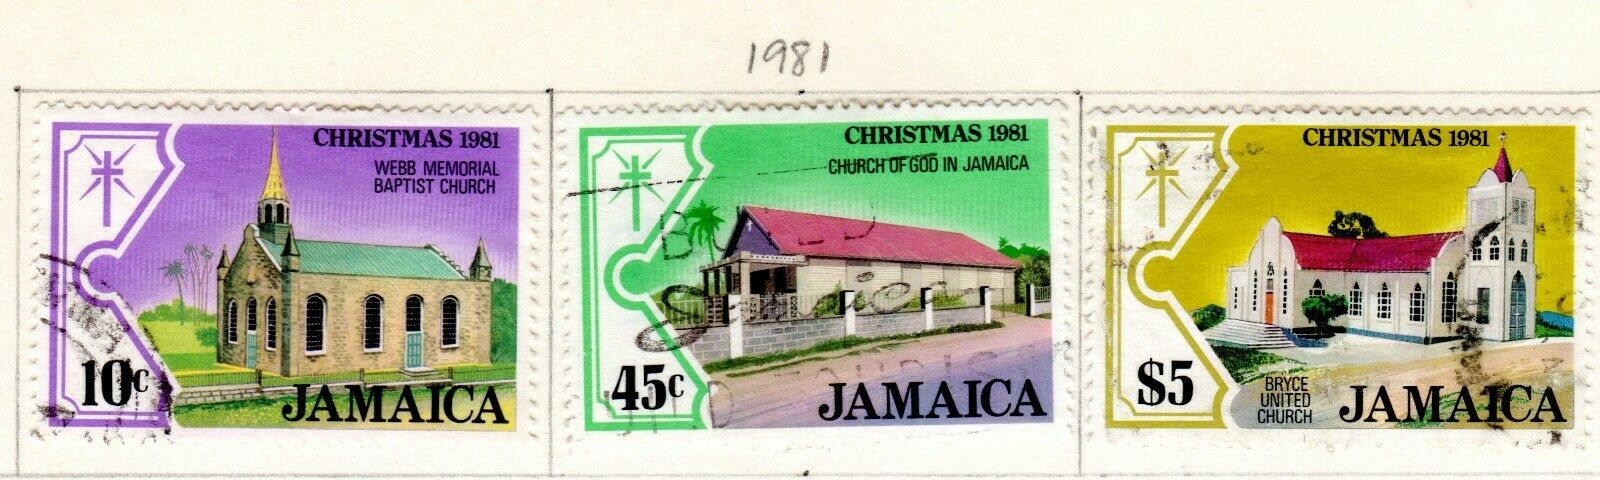 1981
CHRISTMAS 1981
WEBB MEMORIAL
BAPTIST CHURCH
10c
JAMAICA
CHRISTMAS 1981
CHURCH OF GOD IN JAMAICA
BUILD
45c
JAMAICA
CHRISTMAS 1981
$5
BRYCE
UNITED
CHURCH
JAMAICA